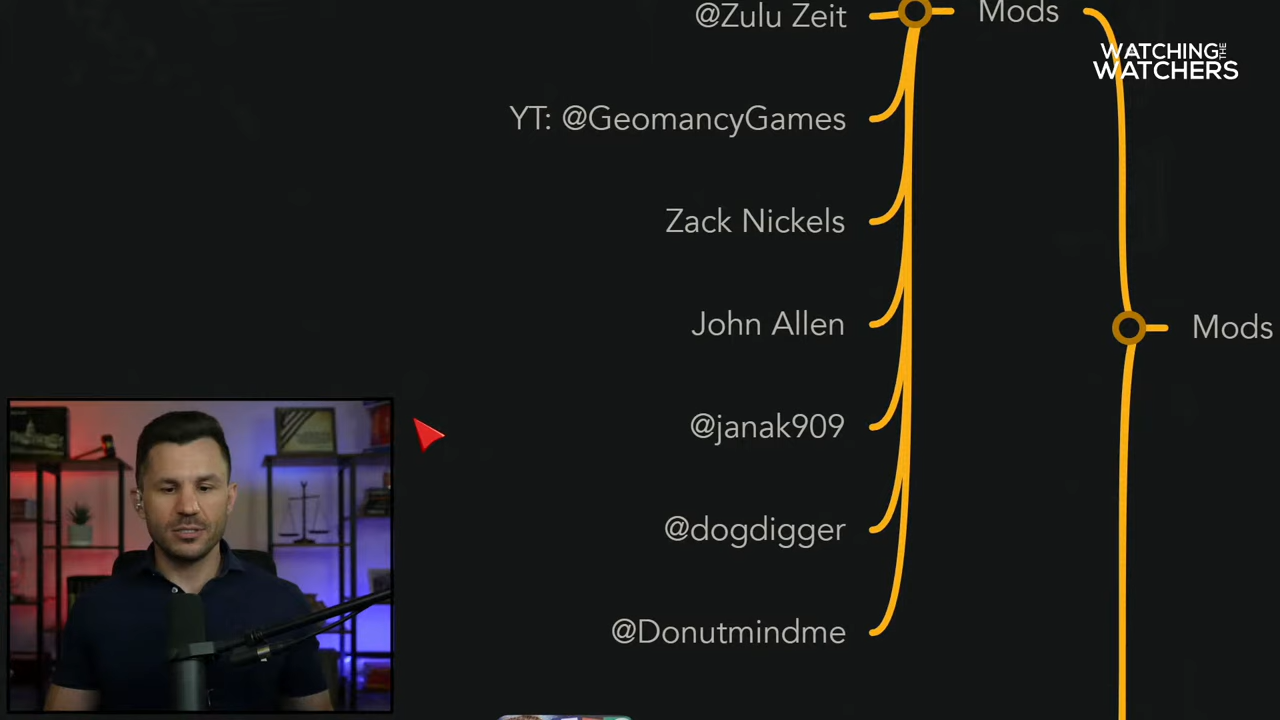 @Zulu Zeit
Mods
WATCHING THE
WATCHERS
YT: @GeomancyGames
Zack Nickels
John Allen
Mods
@janak909
@dogdigger
@Donutmindme